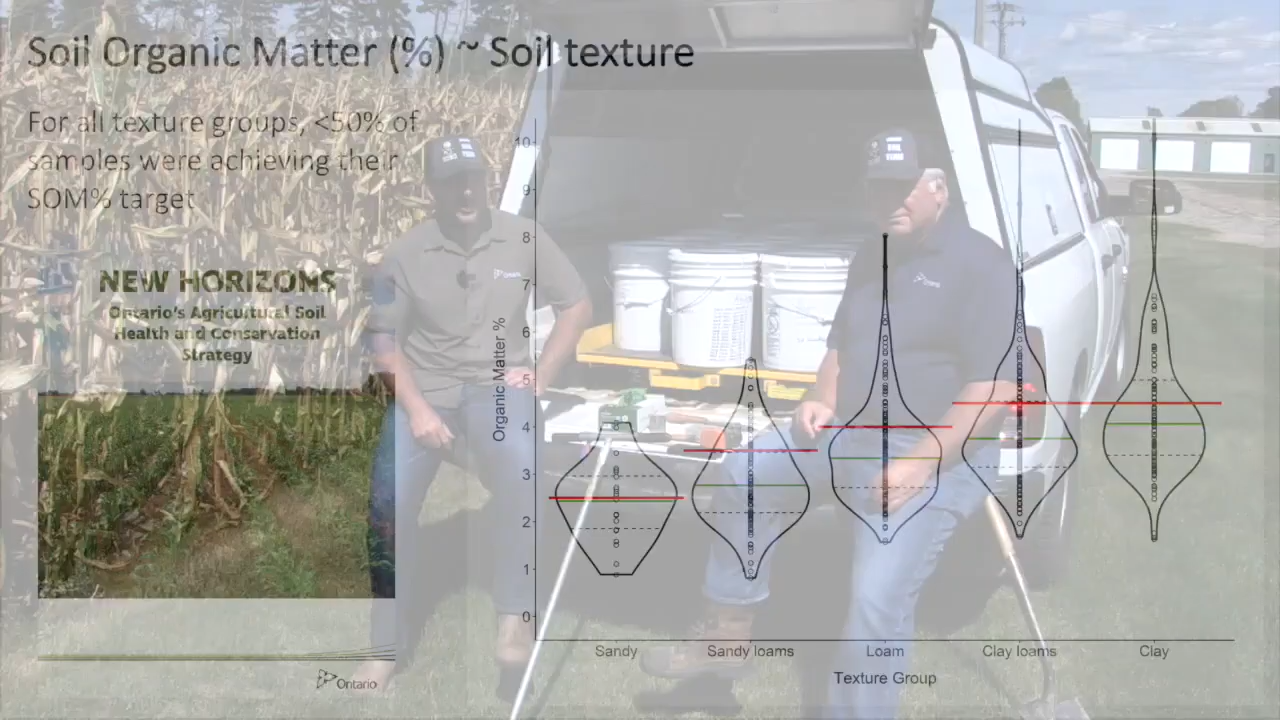 Soil Organic Matter (%) ~ Soil texture
For all texture groups, <50% of
samples were achieving their
SOM% target
NEW HORIZONS
Ontario's Agricultural Soil
Health and Conservation
Strategy
Ontario
Organic Matter %
10
9
8
7
6
5
4
3
2
1
0
Sandy
Sandy loams
Loam
Clay loams
Clay
Texture Group